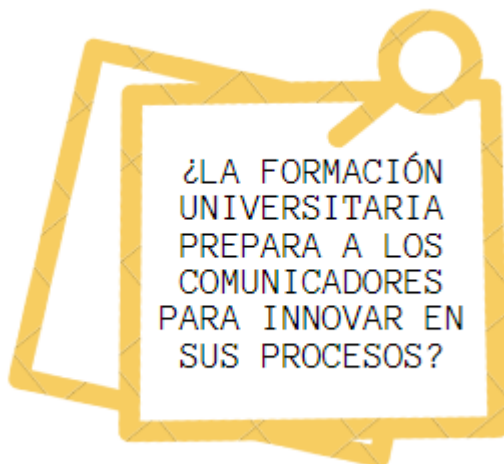 ¿LA FORMACIÓN
UNIVERSITARIA
PREPARA A LOS
COMUNICADORES
PARA INNOVAR EN
SUS PROCESOS?